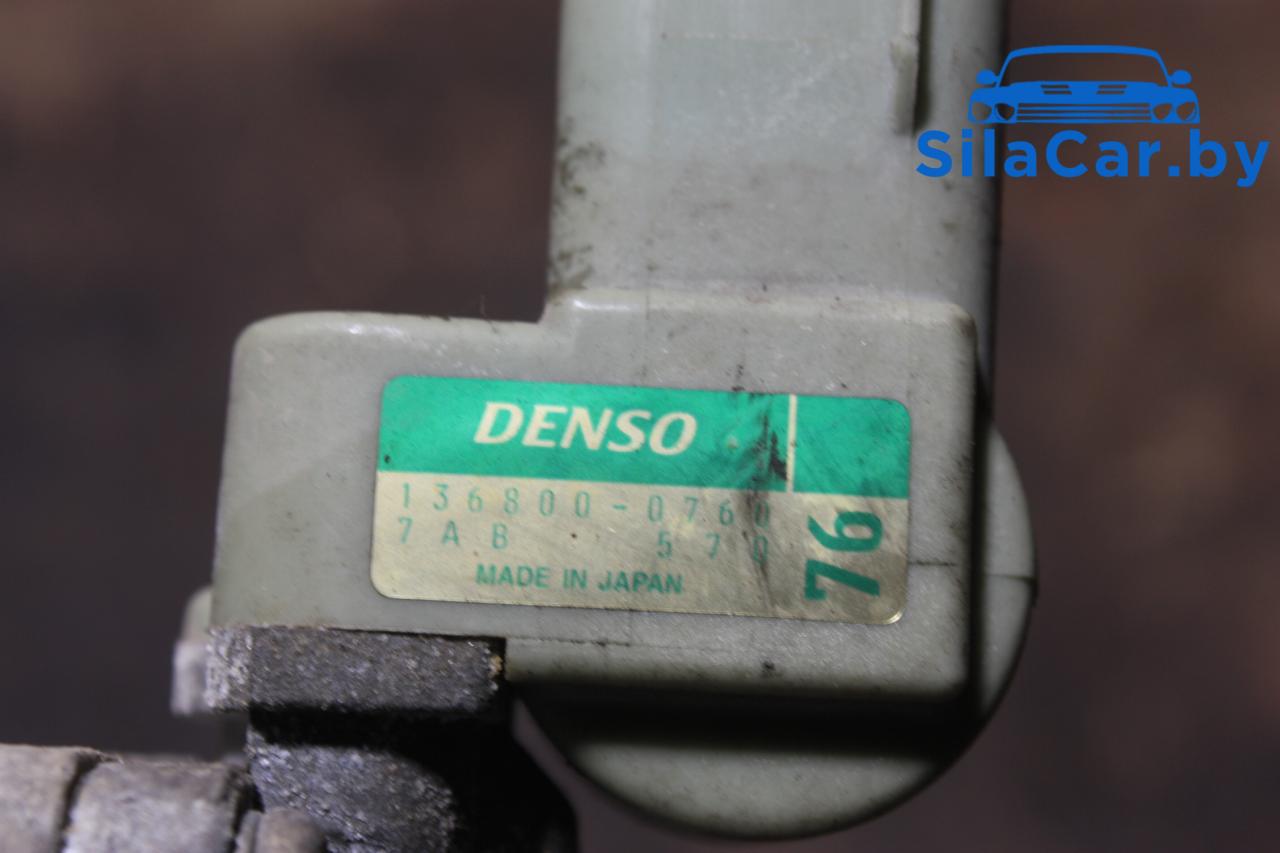 SilaCar.by
DENSO
136800-0760
7AB 570
MADE IN JAPAN
76